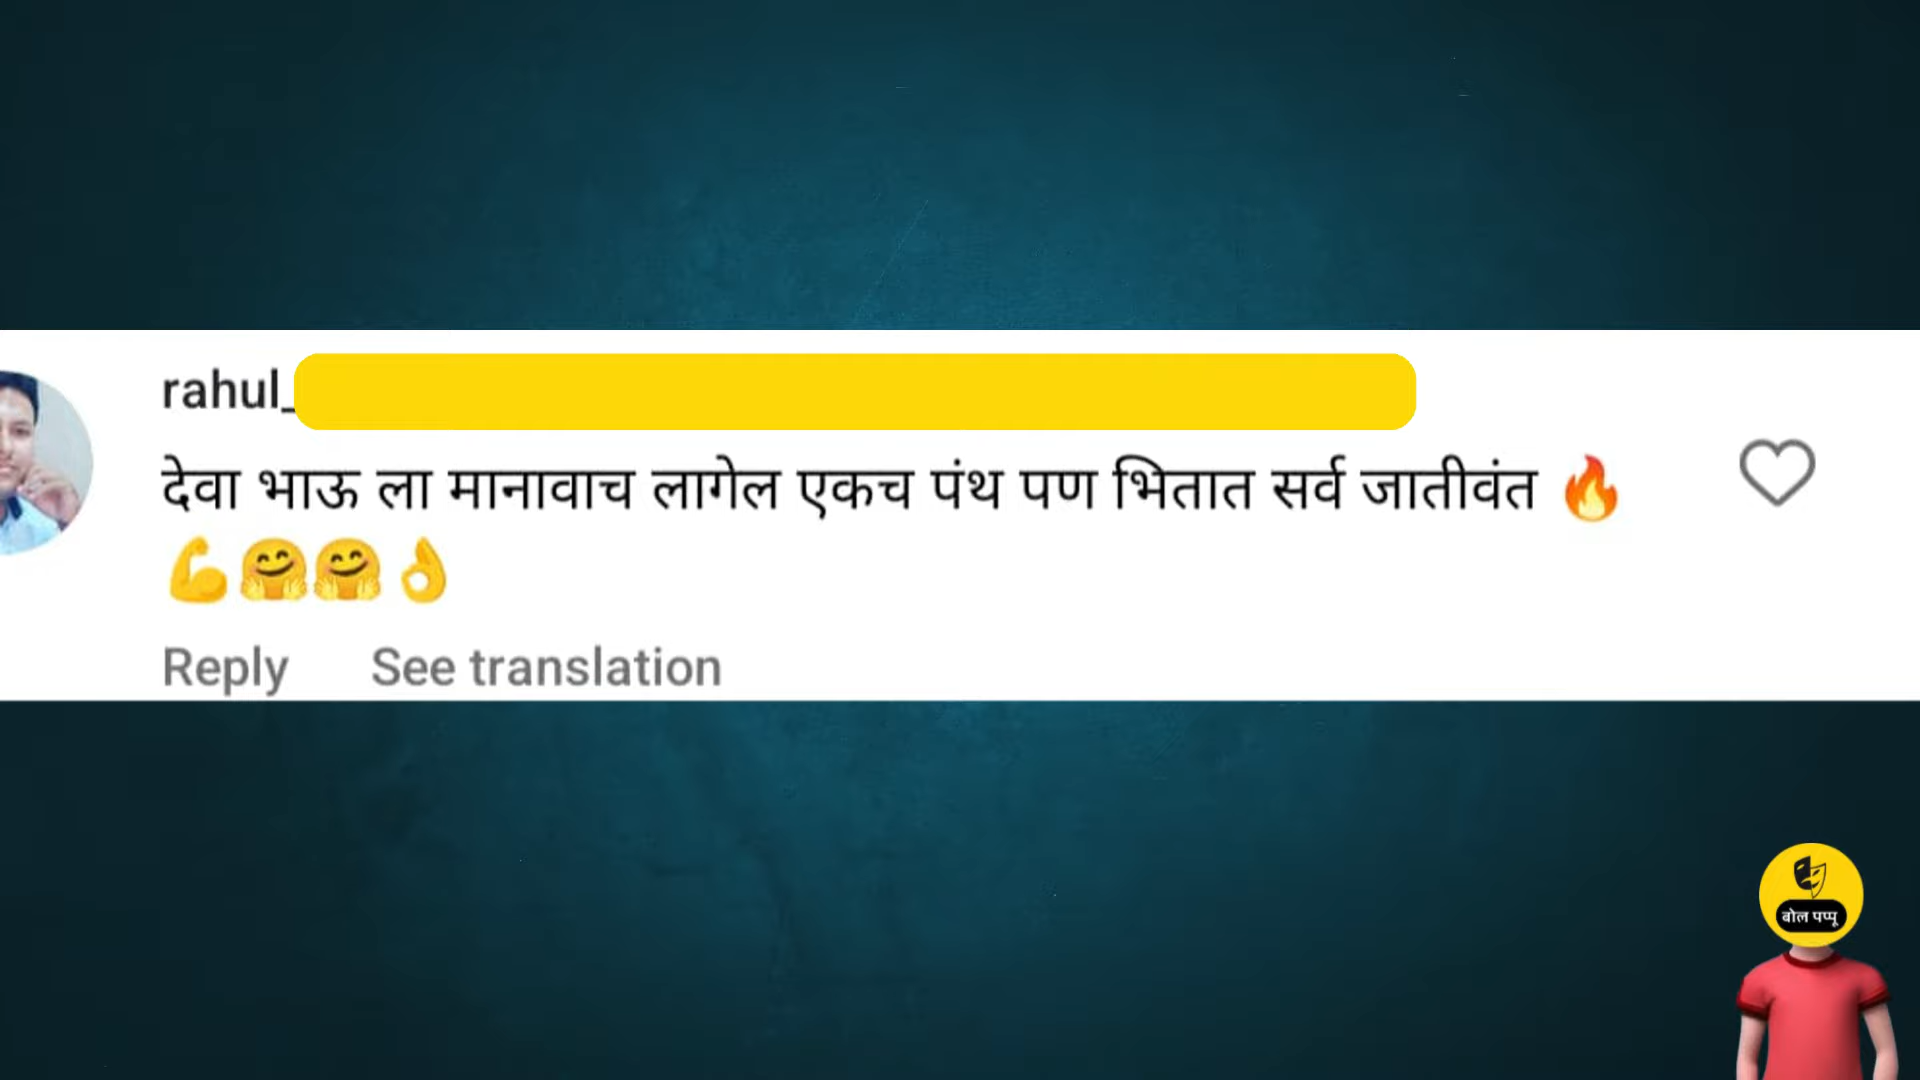 rahul_
देवा भाऊ ला मानावाच लागेल एकच पंथ पण भितात सर्व जातीवंत 🔥
💪🤗🤗👌
Reply See translation
बोल पप्पू